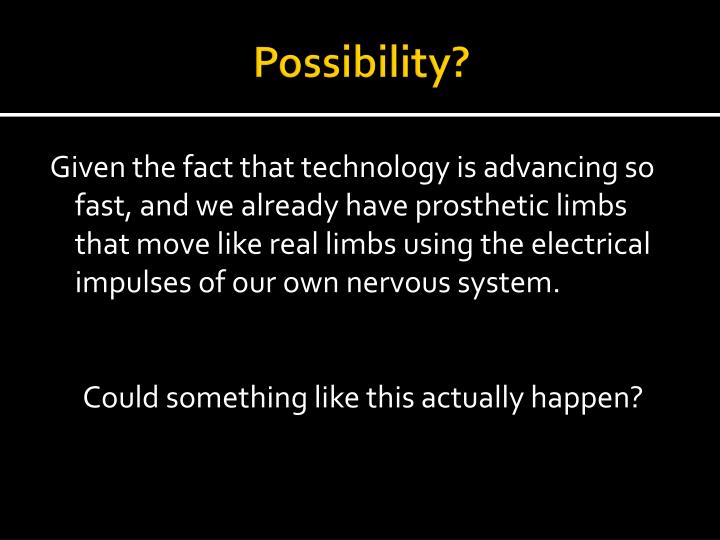 Possibility?
Given the fact that technology is advancing so
fast, and we already have prosthetic limbs
that move like real limbs using the electrical
impulses of our own nervous system.
Could something like this actually happen?